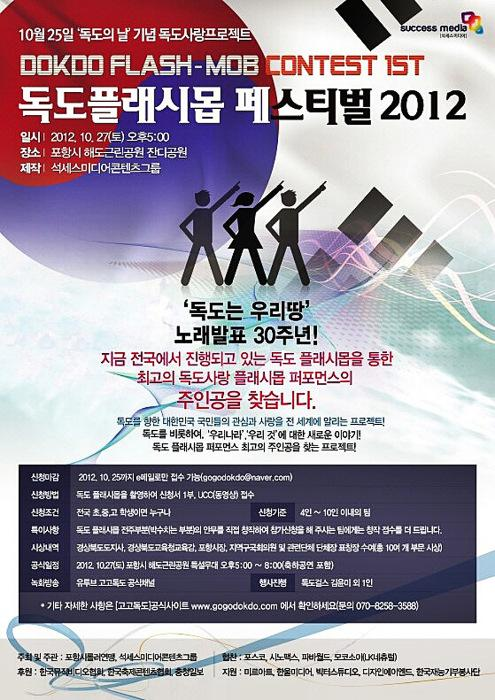 10월 25일 '독도의 날' 기념 독도사랑프로젝트
success media
[석세스미디어]
DOKDO FLASH-MOB CONTEST 1ST
독도플래시몹 페스티벌 2012
일시 | 2012. 10. 27(토) 오후5:00
장소 | 포항시 해도근린공원 잔디공원
제작 | 석세스미디어콘텐츠그룹
'독도는 우리땅'
노래발표 30주년!
지금 전국에서 진행되고 있는 독도 플래시몹을 통한
최고의 독도사랑 플래시몹 퍼포먼스의
주인공을 찾습니다.
독도를 향한 대한민국 국민들의 관심과 사랑을 전 세계에 알리는 프로젝트!
독도를 비롯하여, '우리나라', '우리 것'에 대한 새로운 이야기!
독도 플래시몹 퍼포먼스 최고의 주인공을 찾는 프로젝트!
신청마감 2012. 10. 25까지 e메일로만 접수 가능(gogodokdo@naver.com)
신청방법 독도 플래시몹을 촬영하여 신청서 1부, UCC(동영상) 접수
신청조건 전국 초,중,고 학생이면 누구나 신청기준 4인 ~ 10인 이내의 팀
특이사항 독도 플래시몹 전주부분(박수치는 부분)의 안무를 직접 창작하여 참가신청을 해 주시는 팀에게는 창작 점수를 더 드립니다.
시상내역 경상북도도지사, 경상북도교육청교육감, 포항시장, 지역구국회의원 및 관련단체 단체장 표창장 수여(총 10여 개 부문 시상)
공식일정 2012. 10.27(토) 포항시 해도근린공원 특설무대 오후5:00 ~ 8:00(축하공연 포함)
녹화방송 유튜브 고고독도 공식채널 행사진행 독도걸스 김윤미 외 1인
* 기타 자세한 사항은 [고고독도]공식사이트 www.gogodokdo.com 에서 확인하세요(문의 070-8258-3588)
주최 및 주관 : 포항시롤러연맹, 석세스미디어콘텐츠그룹 협찬 : 포스코, 시노팩스, 파바월드, 모코소이(LK네츄럴)
후원 : 한국뮤직비디오협회, 한국축제콘텐츠협회, 충청일보 지원 : 미르아트, 한울미디어, 빅터스튜디오, 디자인에이엔드, 한국재능기부봉사단